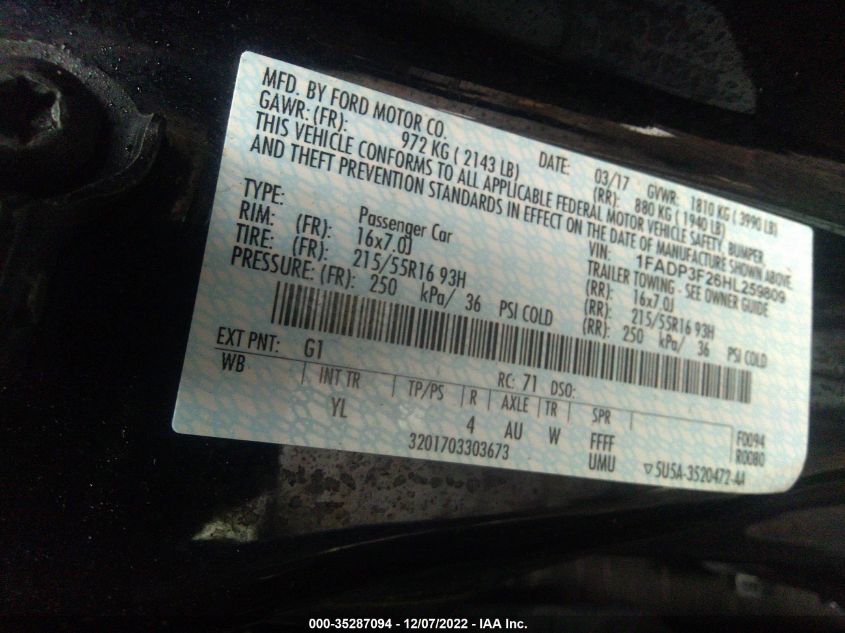 MFD. BY FORD MOTOR CO. DATE: 03/17 GVWR: 1810 KG ( 3990 LB)
GAWR: (FR): 972 KG ( 2143 LB) (RR): 880 KG ( 1940 LB)
THIS VEHICLE CONFORMS TO ALL APPLICABLE FEDERAL MOTOR VEHICLE SAFETY, BUMPER
AND THEFT PREVENTION STANDARDS IN EFFECT ON THE DATE OF MANUFACTURE SHOWN ABOVE.
VIN: 1FADP3F26HL259809
TYPE: Passenger Car TRAILER TOWING - SEE OWNER GUIDE
RIM: (FR): 16x7.0J (RR): 16x7.0J
TIRE: (FR): 215/55R16 93H (RR): 215/55R16 93H
PRESSURE: (FR): 250 kPa/ 36 PSI COLD (RR): 250 kPa/ 36 PSI COLD
EXT PNT: G1 RC: 71 DSO:
WB INT TR TP/PS R AXLE TR SPR F0094
YL 4 AU W FFFF R0080
3201703303673 UMU ▽5U5A-3520472-AA
000-35287094 - 12/07/2022 - IAA Inc.